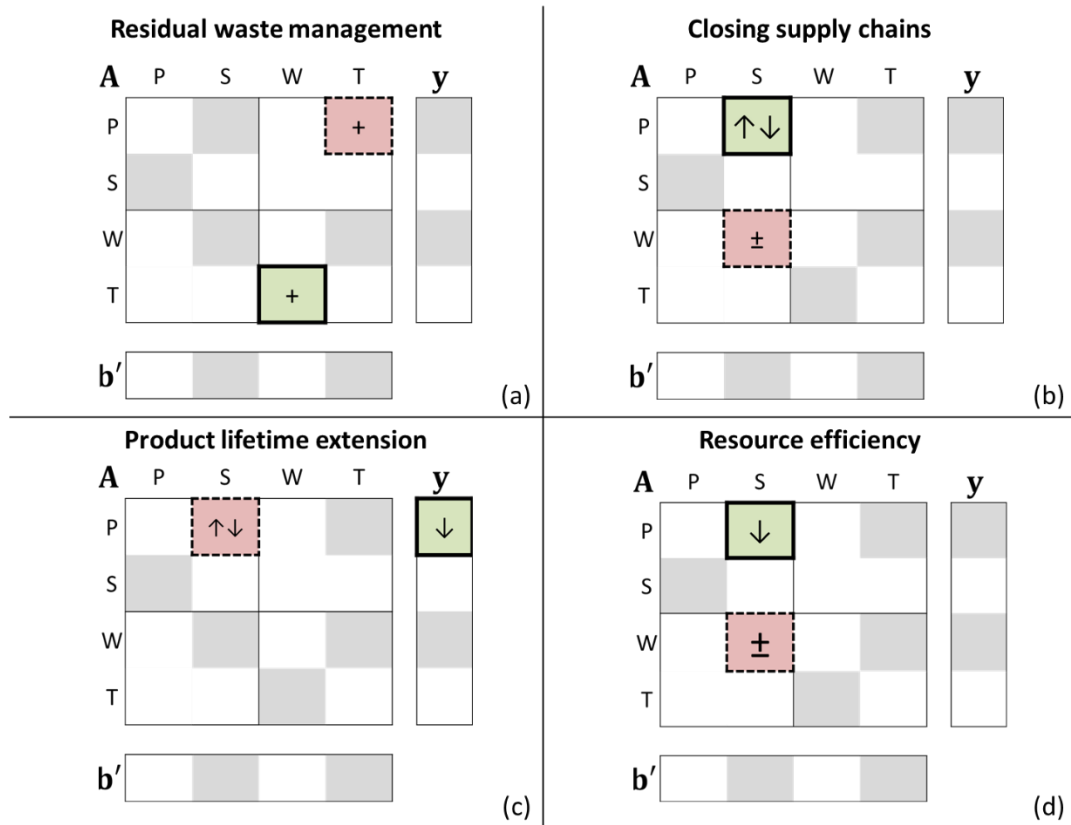 Residual waste management
A P S W T y
P +
S
W
T +
b′
(a)
Closing supply chains
A P S W T y
P ↑↓
S
W ±
T
b′
(b)
Product lifetime extension
A P S W T y
P ↑↓ ↓
S
W
T
b′
(c)
Resource efficiency
A P S W T y
P ↓
S
W ±
T
b′
(d)